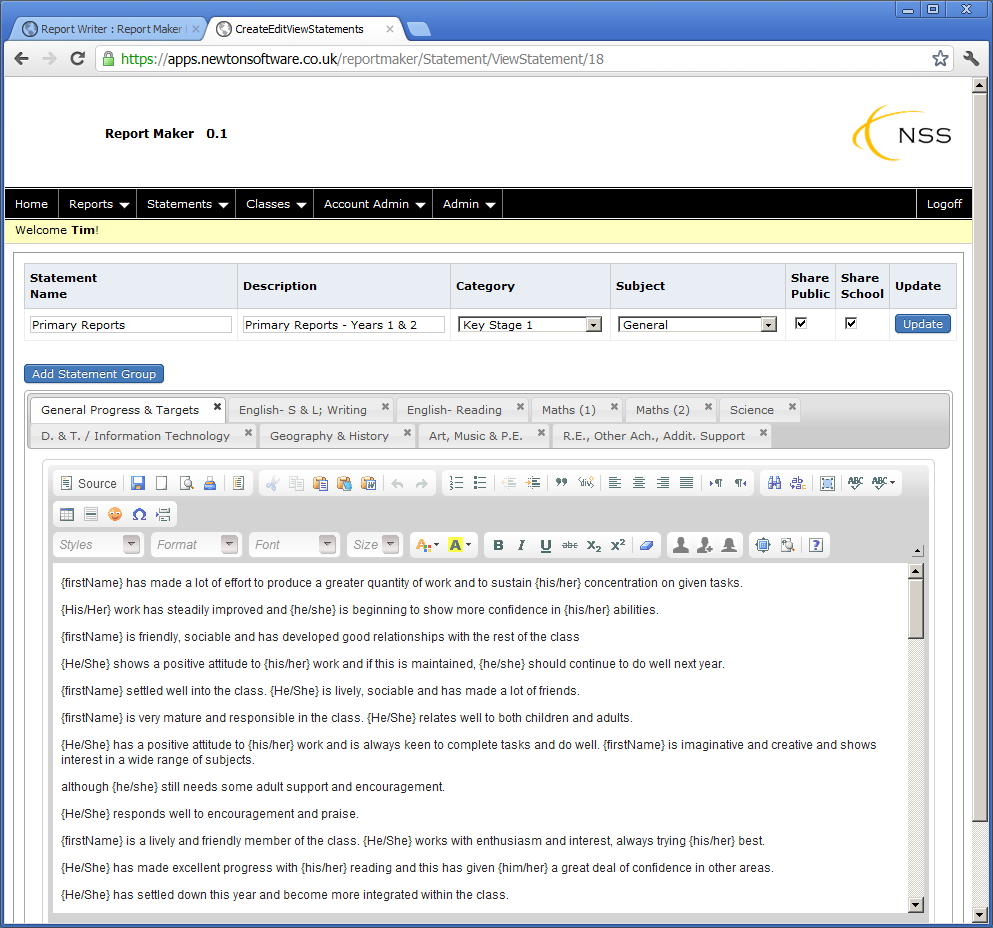 Report Writer : Report Maker
CreateEditViewStatements
https://apps.newtonsoftware.co.uk/reportmaker/Statement/ViewStatement/18
Report Maker 0.1
NSS
Home Reports Statements Classes Account Admin Admin Logoff
Welcome Tim!
Statement Name Description Category Subject Share Public Share School Update
Primary Reports Primary Reports - Years 1 & 2 Key Stage 1 General Update
Add Statement Group
General Progress & Targets English- S & L; Writing English- Reading Maths (1) Maths (2) Science
D. & T. / Information Technology Geography & History Art, Music & P.E. R.E., Other Ach., Addit. Support
Source
Styles Format Font Size
{firstName} has made a lot of effort to produce a greater quantity of work and to sustain {his/her} concentration on given tasks.
{His/Her} work has steadily improved and {he/she} is beginning to show more confidence in {his/her} abilities.
{firstName} is friendly, sociable and has developed good relationships with the rest of the class
{He/She} shows a positive attitude to {his/her} work and if this is maintained, {he/she} should continue to do well next year.
{firstName} settled well into the class. {He/She} is lively, sociable and has made a lot of friends.
{firstName} is very mature and responsible in the class. {He/She} relates well to both children and adults.
{He/She} has a positive attitude to {his/her} work and is always keen to complete tasks and do well. {firstName} is imaginative and creative and shows
interest in a wide range of subjects.
although {he/she} still needs some adult support and encouragement.
{He/She} responds well to encouragement and praise.
{firstName} is a lively and friendly member of the class. {He/She} works with enthusiasm and interest, always trying {his/her} best.
{He/She} has made excellent progress with {his/her} reading and this has given {him/her} a great deal of confidence in other areas.
{He/She} has settled down this year and become more integrated within the class.